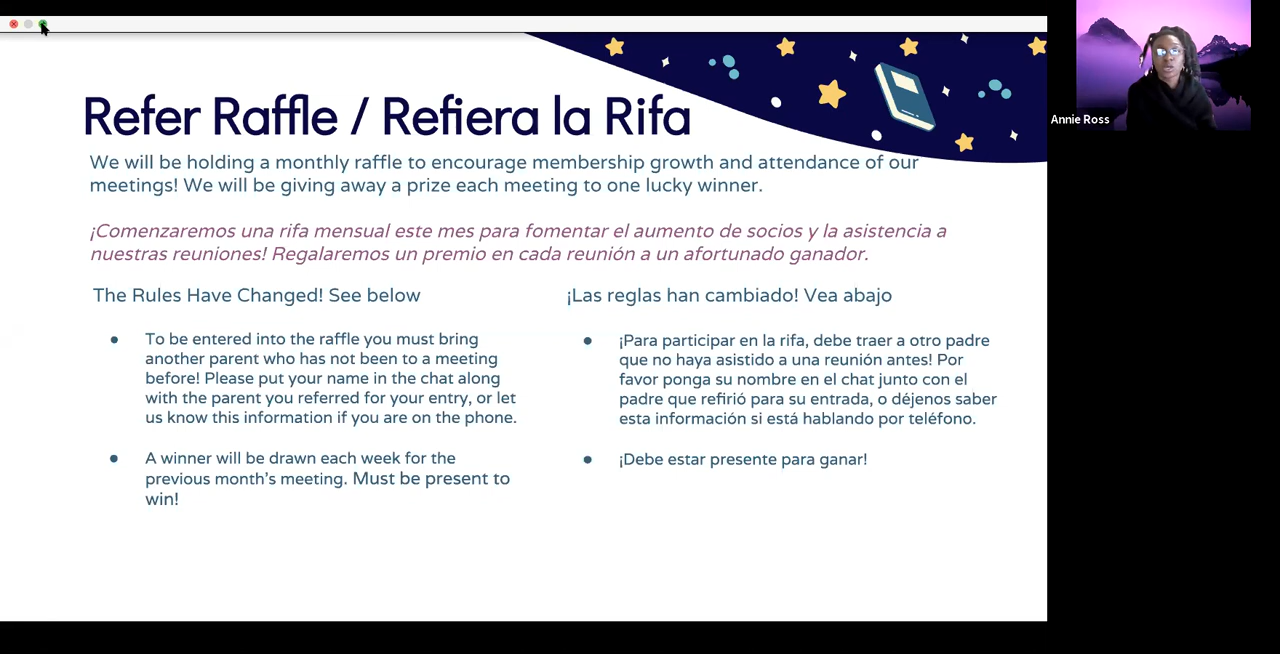 Refer Raffle / Refiera la Rifa
We will be holding a monthly raffle to encourage membership growth and attendance of our
meetings! We will be giving away a prize each meeting to one lucky winner.
¡Comenzaremos una rifa mensual este mes para fomentar el aumento de socios y la asistencia a
nuestras reuniones! Regalaremos un premio en cada reunión a un afortunado ganador.
The Rules Have Changed! See below
• To be entered into the raffle you must bring
another parent who has not been to a meeting
before! Please put your name in the chat along
with the parent you referred for your entry, or let
us know this information if you are on the phone.
• A winner will be drawn each week for the
previous month's meeting. Must be present to
win!
¡Las reglas han cambiado! Vea abajo
• ¡Para participar en la rifa, debe traer a otro padre
que no haya asistido a una reunión antes! Por
favor ponga su nombre en el chat junto con el
padre que refirió para su entrada, o déjenos saber
esta información si está hablando por teléfono.
• ¡Debe estar presente para ganar!
Annie Ross